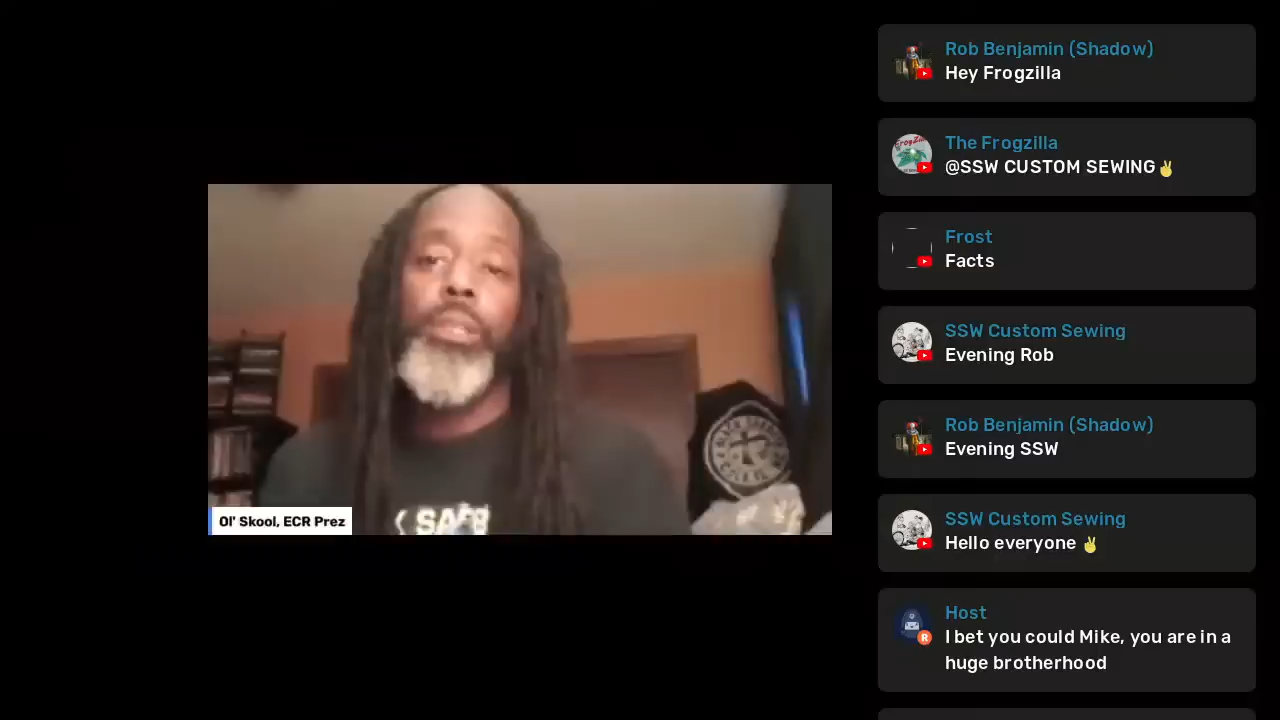 Rob Benjamin (Shadow)
Hey Frogzilla
The Frogzilla
@SSW CUSTOM SEWING✌
Frost
Facts
SSW Custom Sewing
Evening Rob
Rob Benjamin (Shadow)
Evening SSW
SSW Custom Sewing
Hello everyone ✌
Host
I bet you could Mike, you are in a
huge brotherhood
Ol' Skool, ECR Prez